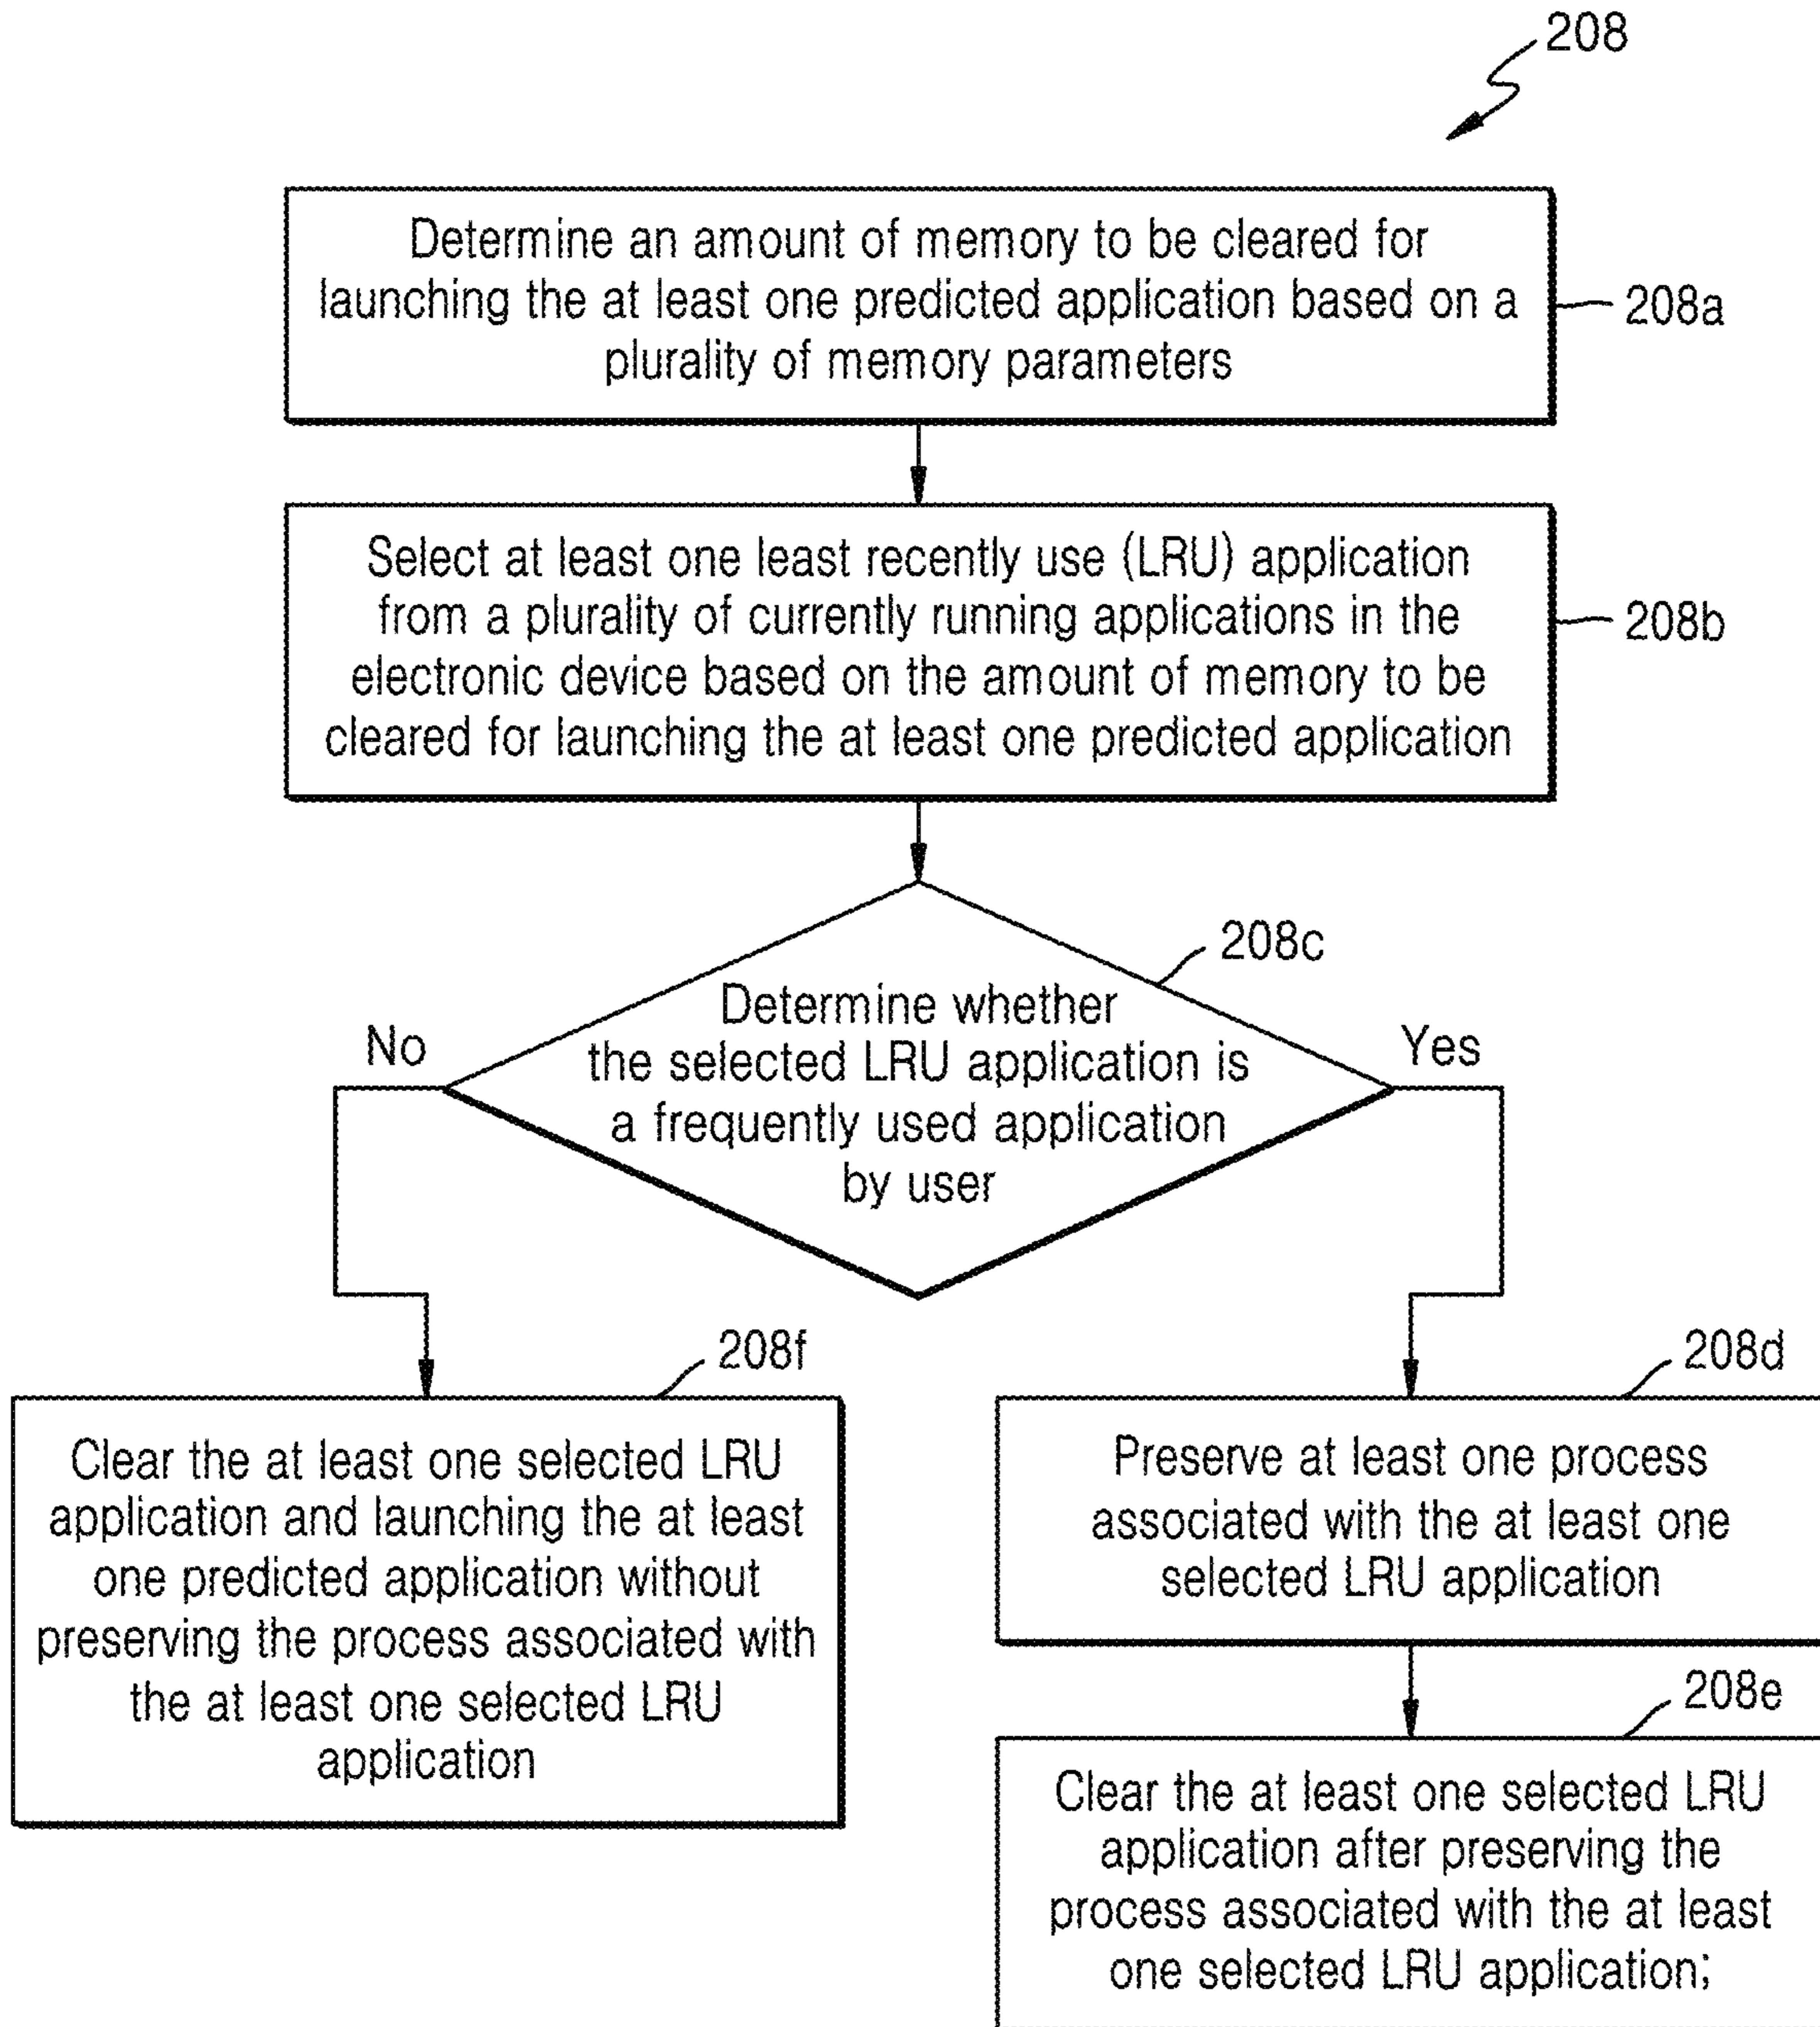 208
Determine an amount of memory to be cleared for
launching the at least one predicted application based on a
plurality of memory parameters
208a
Select at least one least recently use (LRU) application
from a plurality of currently running applications in the
electronic device based on the amount of memory to be
cleared for launching the at least one predicted application
208b
208c
Determine whether
the selected LRU application is
a frequently used application
by user
No
Yes
208f
Clear the at least one selected LRU
application and launching the at least
one predicted application without
preserving the process associated with
the at least one selected LRU
application
208d
Preserve at least one process
associated with the at least one
selected LRU application
208e
Clear the at least one selected LRU
application after preserving the
process associated with the at least
one selected LRU application;